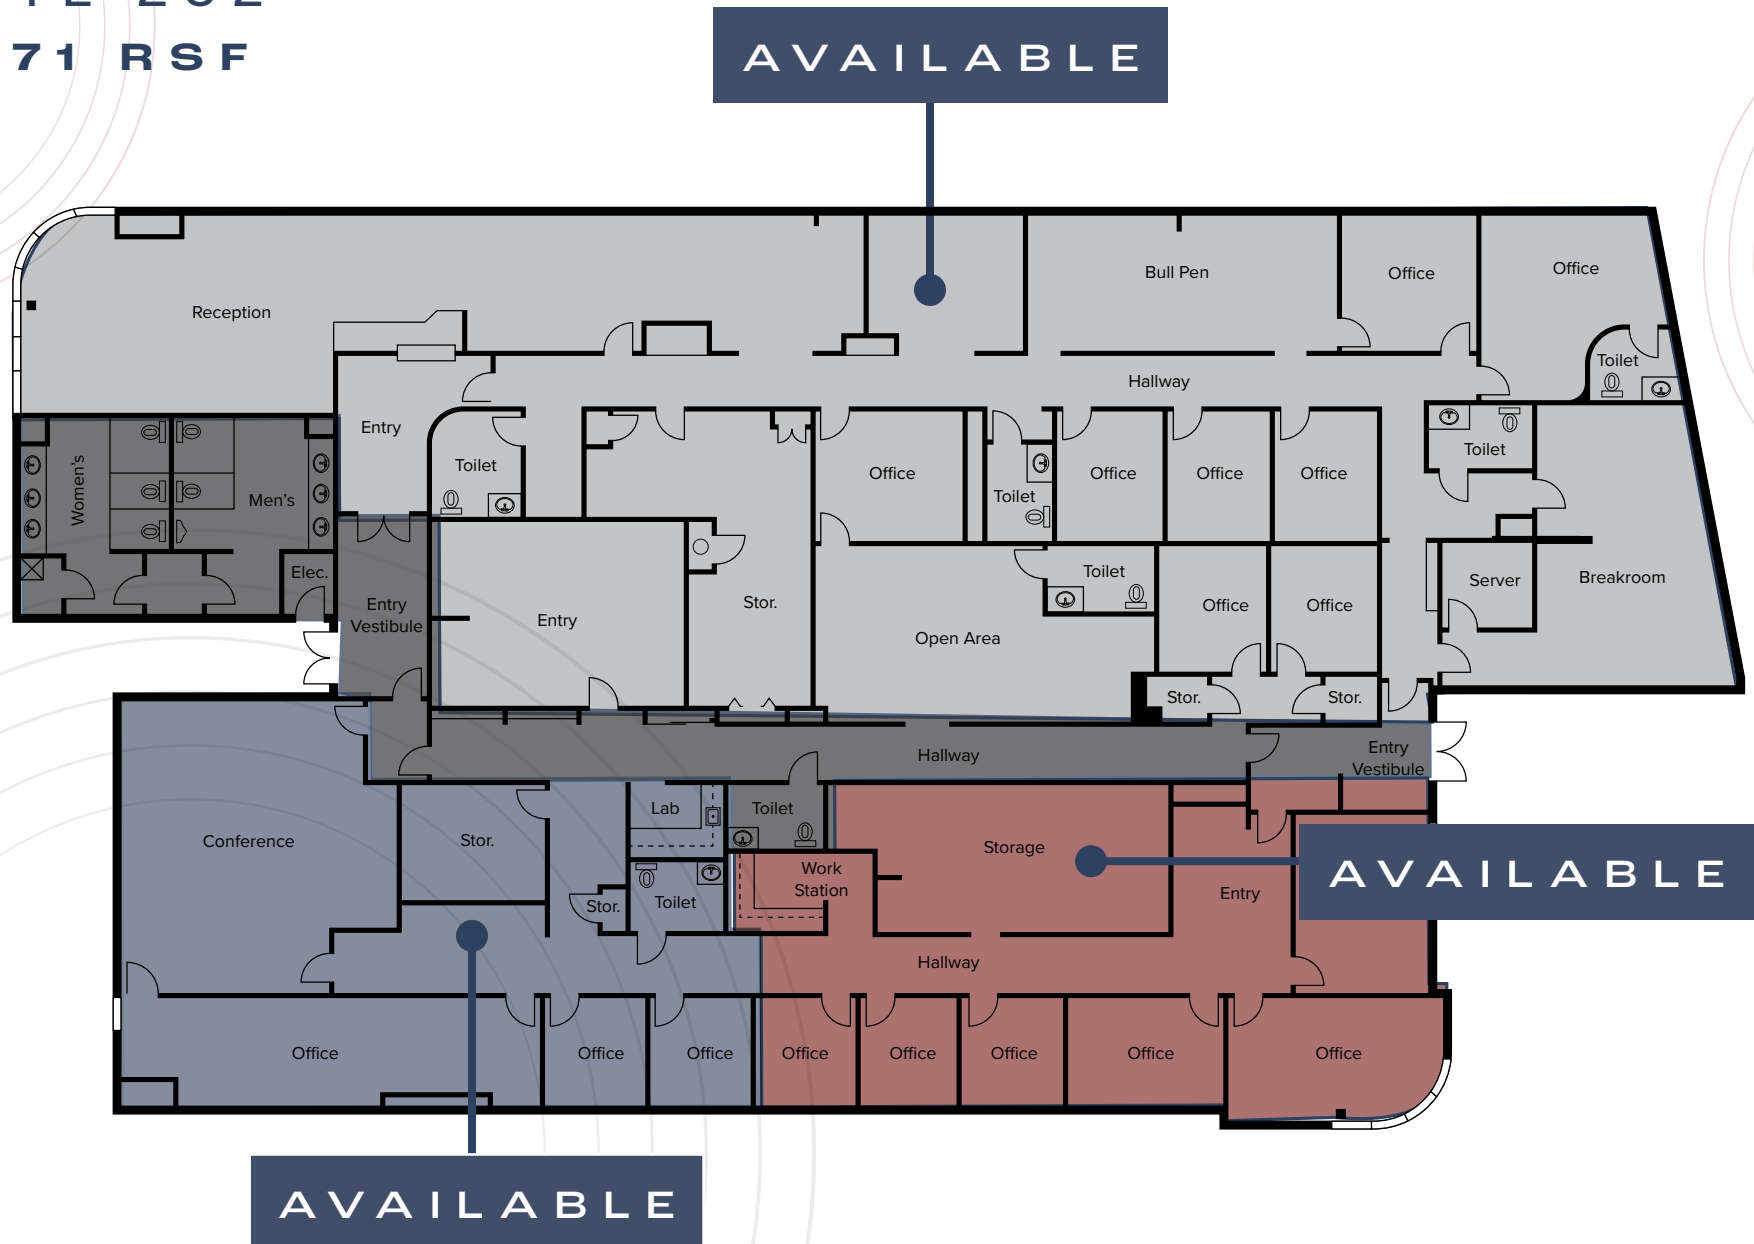 71 RSF
AVAILABLE
Reception
Bull Pen
Office
Office
Toilet
Hallway
Entry
Toilet
Office
Toilet
Office
Office
Office
Toilet
Women's
Men's
Elec.
Entry
Vestibule
Entry
Stor.
Open Area
Toilet
Office
Office
Server
Breakroom
Stor.
Stor.
Hallway
Entry
Vestibule
Conference
Stor.
Lab
Toilet
Stor.
Toilet
Work
Station
Storage
Entry
AVAILABLE
Hallway
Office
Office
Office
Office
Office
Office
Office
Office
AVAILABLE